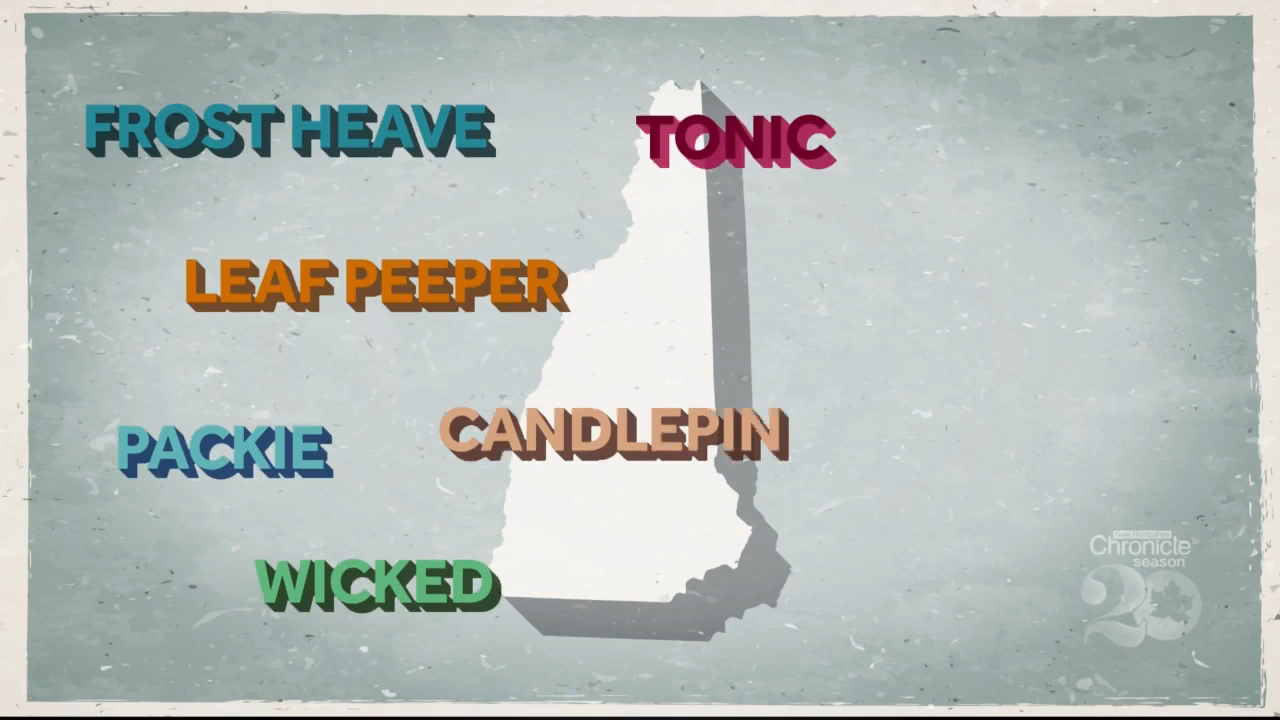 FROST HEAVE
TONIC
LEAF PEEPER
CANDLEPIN
PACKIE
WICKED
Chronicle
season
20